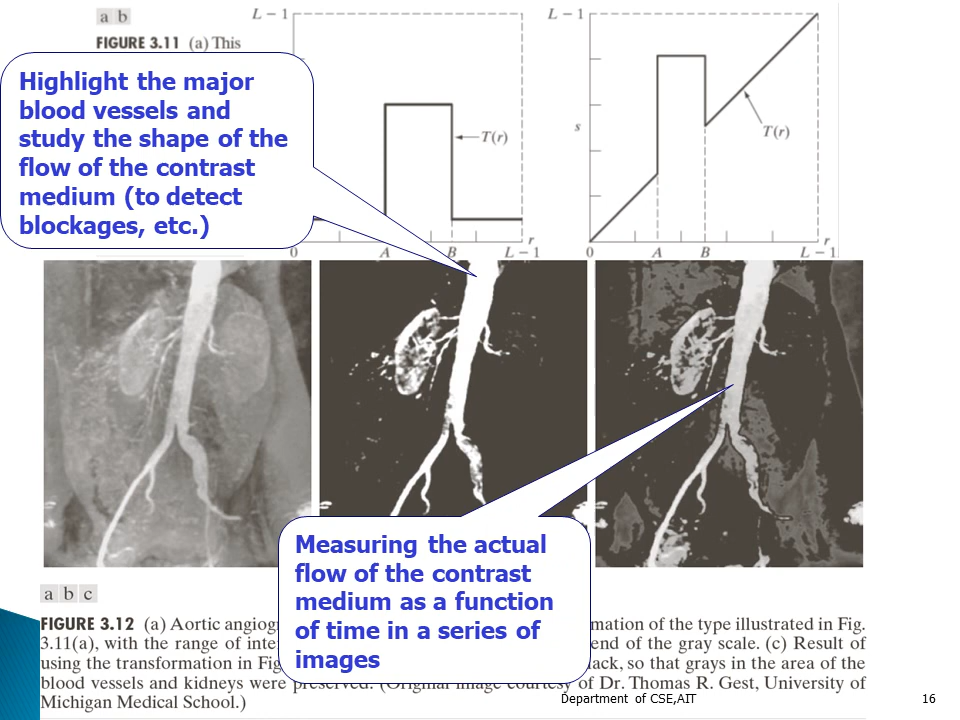 a b
FIGURE 3.11 (a) This
L – 1
T(r)
0
A
B
L – 1
r
L – 1
s
T(r)
0
A
B
L – 1
r
Highlight the major
blood vessels and
study the shape of the
flow of the contrast
medium (to detect
blockages, etc.)
Measuring the actual
flow of the contrast
medium as a function
of time in a series of
images
a b c
FIGURE 3.12 (a) Aortic mation of the type illustrated in Fig.
3.11(a), with the range of end of the gray scale. (c) Result of
using the transformation in so that grays in the area of the
blood vessels and kidneys were preserved. (Original image courtesy of Dr. Thomas R. Gest, University of
Michigan Medical School.)
Department of CSE,AIT
16